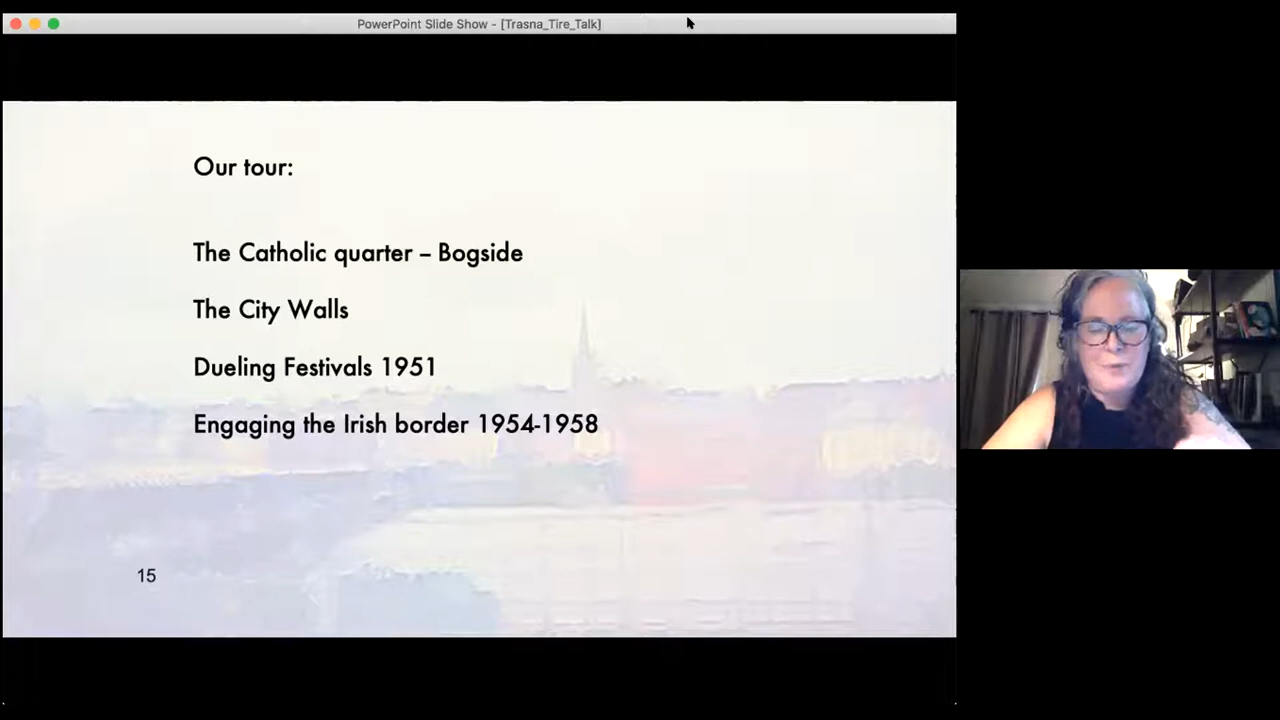 PowerPoint Slide Show - [Trasna_Tire_Talk]
Our tour:
The Catholic quarter – Bogside
The City Walls
Dueling Festivals 1951
Engaging the Irish border 1954-1958
15